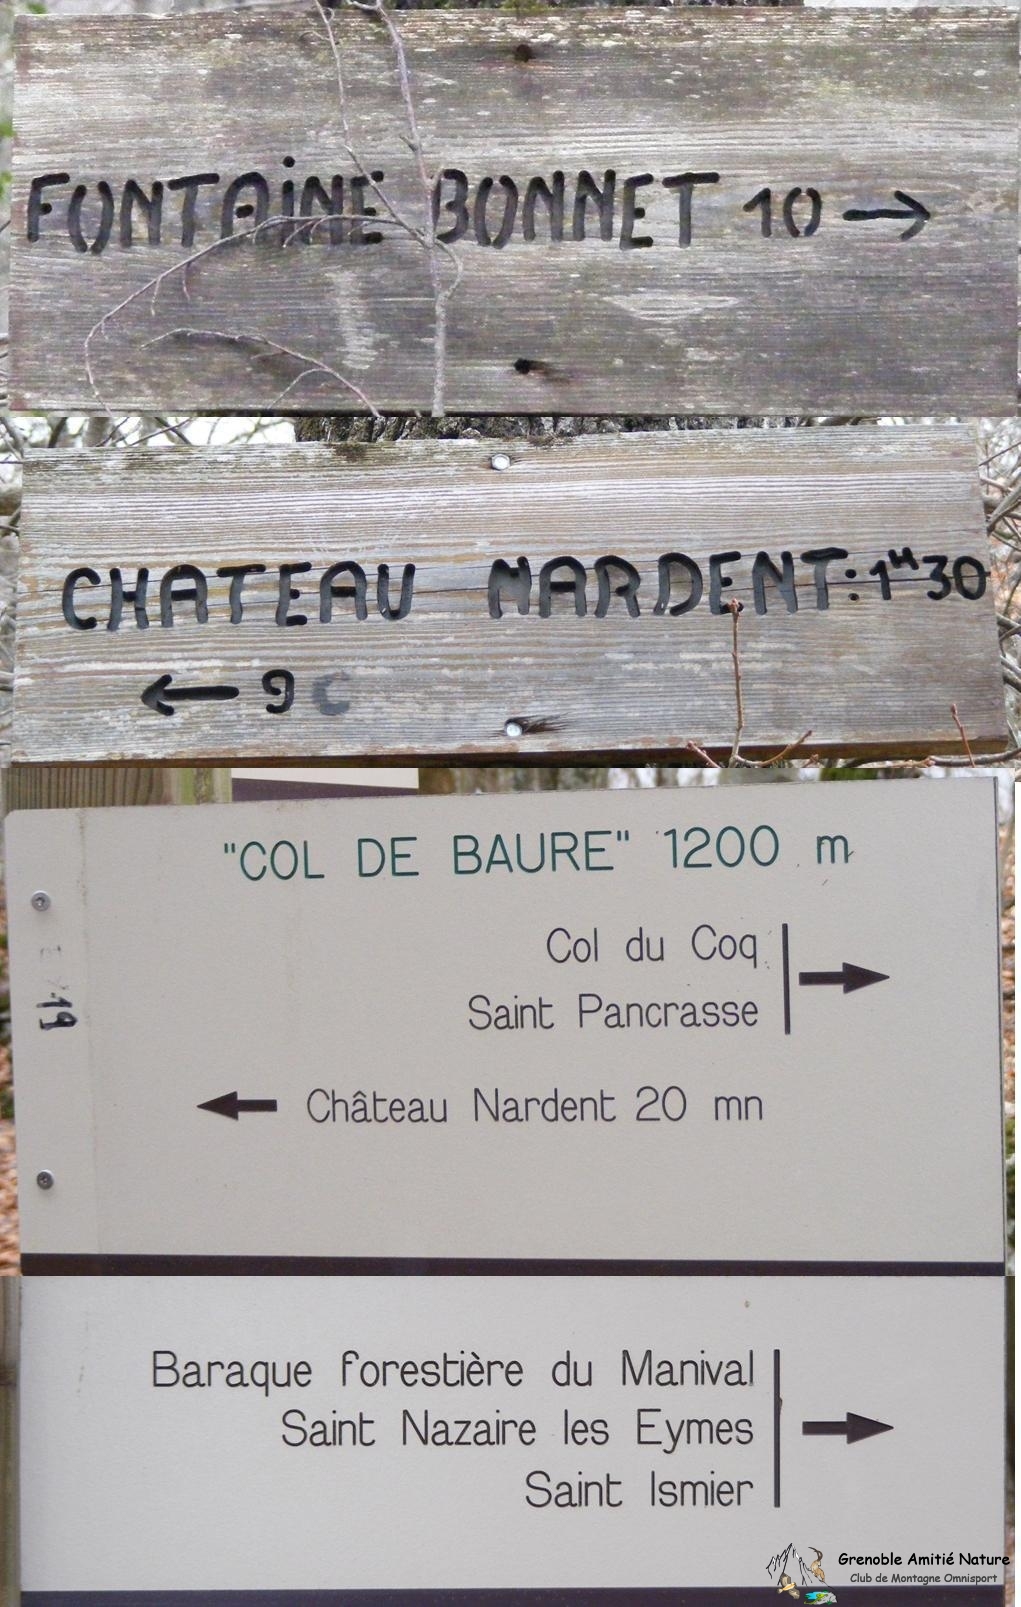 FONTAINE BONNET 10 →
CHATEAU NARDENT: 1H30
← 9 C
"COL DE BAURE" 1200 m
Col du Coq
Saint Pancrasse
→
19
← Château Nardent 20 mn
Baraque forestière du Manival
Saint Nazaire les Eymes
→
Saint Ismier
Grenoble Amitié Nature
Club de Montagne Omnisport